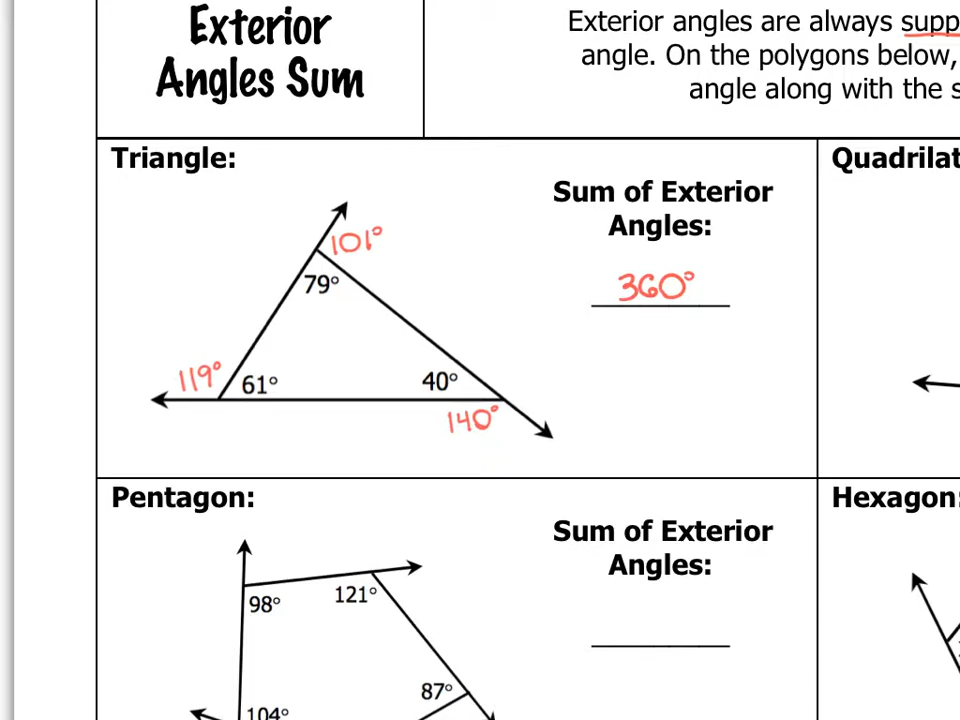 Exterior
Angles Sum
Exterior angles are always supp
angle. On the polygons below,
angle along with the s
Triangle:
Sum of Exterior
Angles:
360°
101°
79°
119°
61°
40°
140°
Quadrilat
Pentagon:
Sum of Exterior
Angles:
98°
121°
87°
104°
Hexagon: